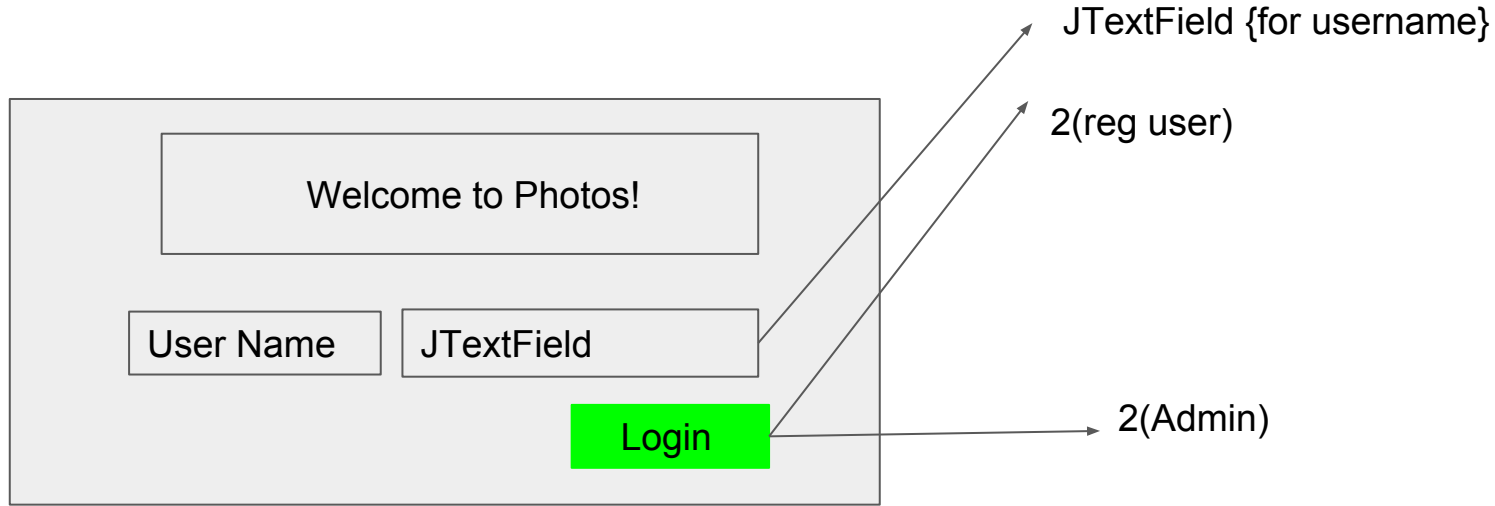 JTextField {for username}
2(reg user)
Welcome to Photos!
User Name
JTextField
Login
2(Admin)